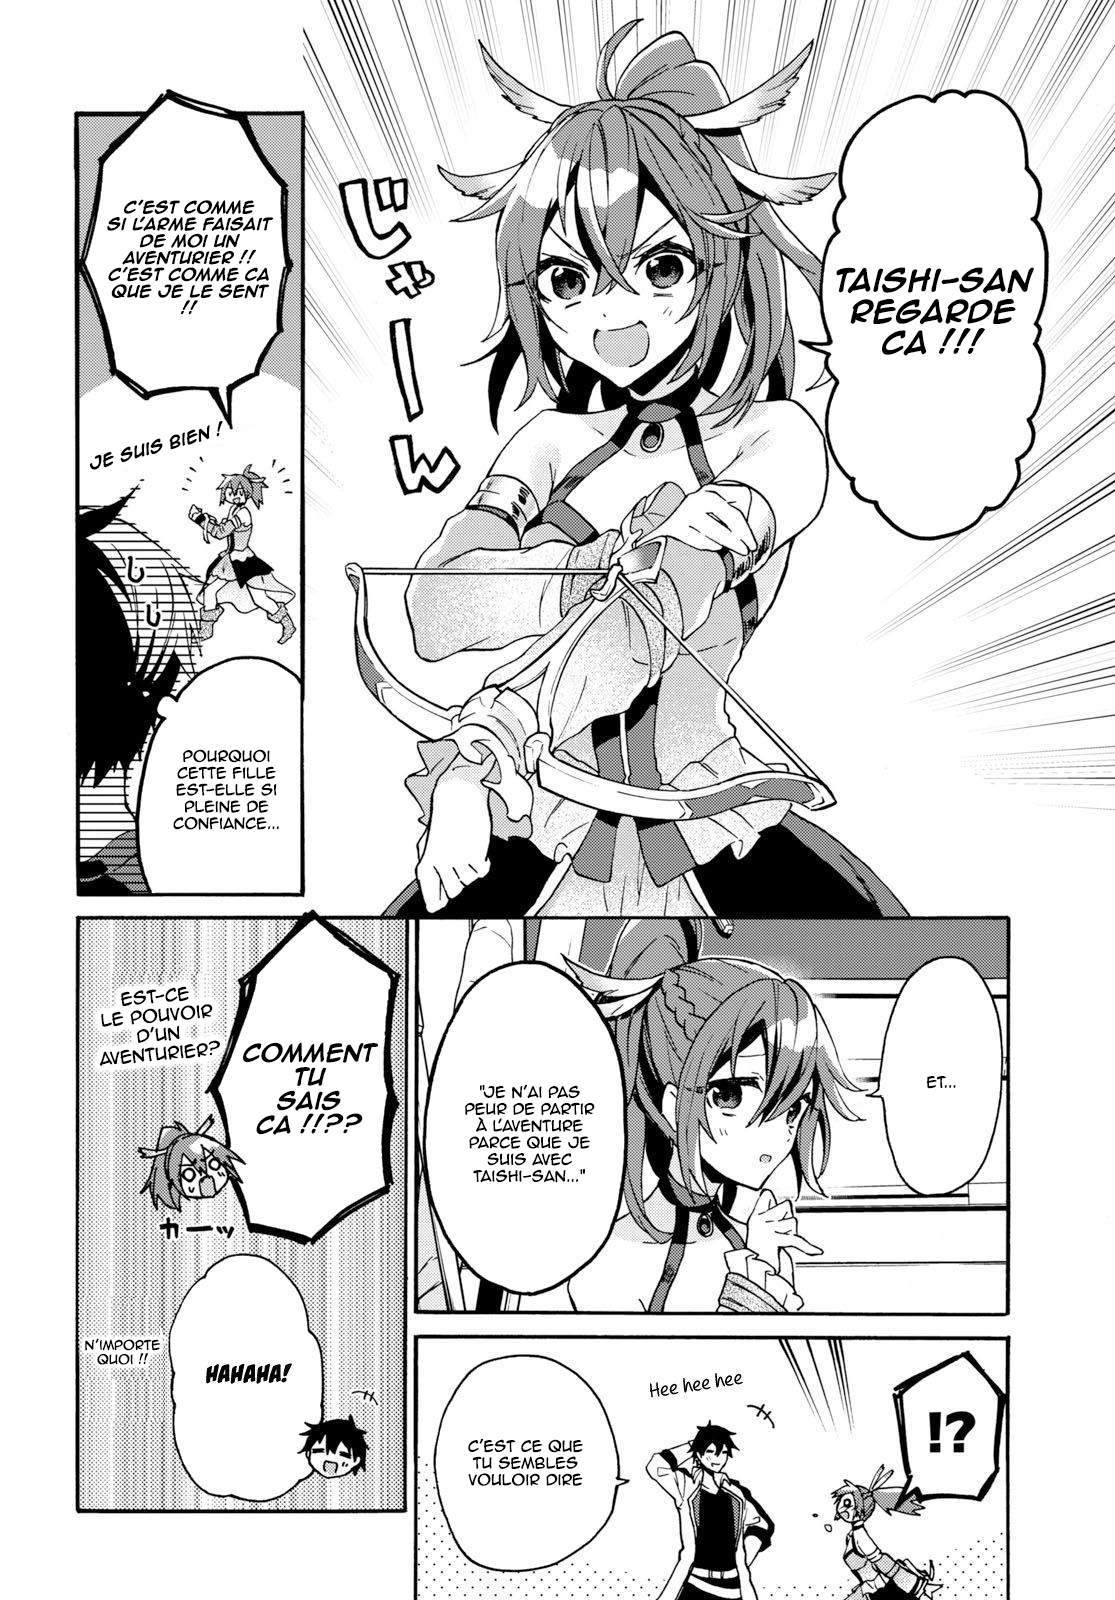 TAISHI-SAN
REGARDE
CA !!!
じゃーん
C'EST COMME
SI L'ARME FAISAIT
DE MOI UN
AVENTURIER !!
C'EST COMME CA
QUE JE LE SENT
!!
JE SUIS BIEN !
しし
POURQUOI
CETTE FILLE
EST-ELLE SI
PLEINE DE
CONFIANCE...
ET...
"JE N'AI PAS
PEUR DE PARTIR
À L'AVENTURE
PARCE QUE JE
SUIS AVEC
TAISHI-SAN..."
!?
Hee hee hee
C'EST CE QUE
TU SEMBLES
VOULOIR DIRE
COMMENT
TU
SAIS
CA !!??
EST-CE
LE POUVOIR
D'UN
AVENTURIER?
カーッ
HAHAHA!
N'IMPORTE
QUOI !!